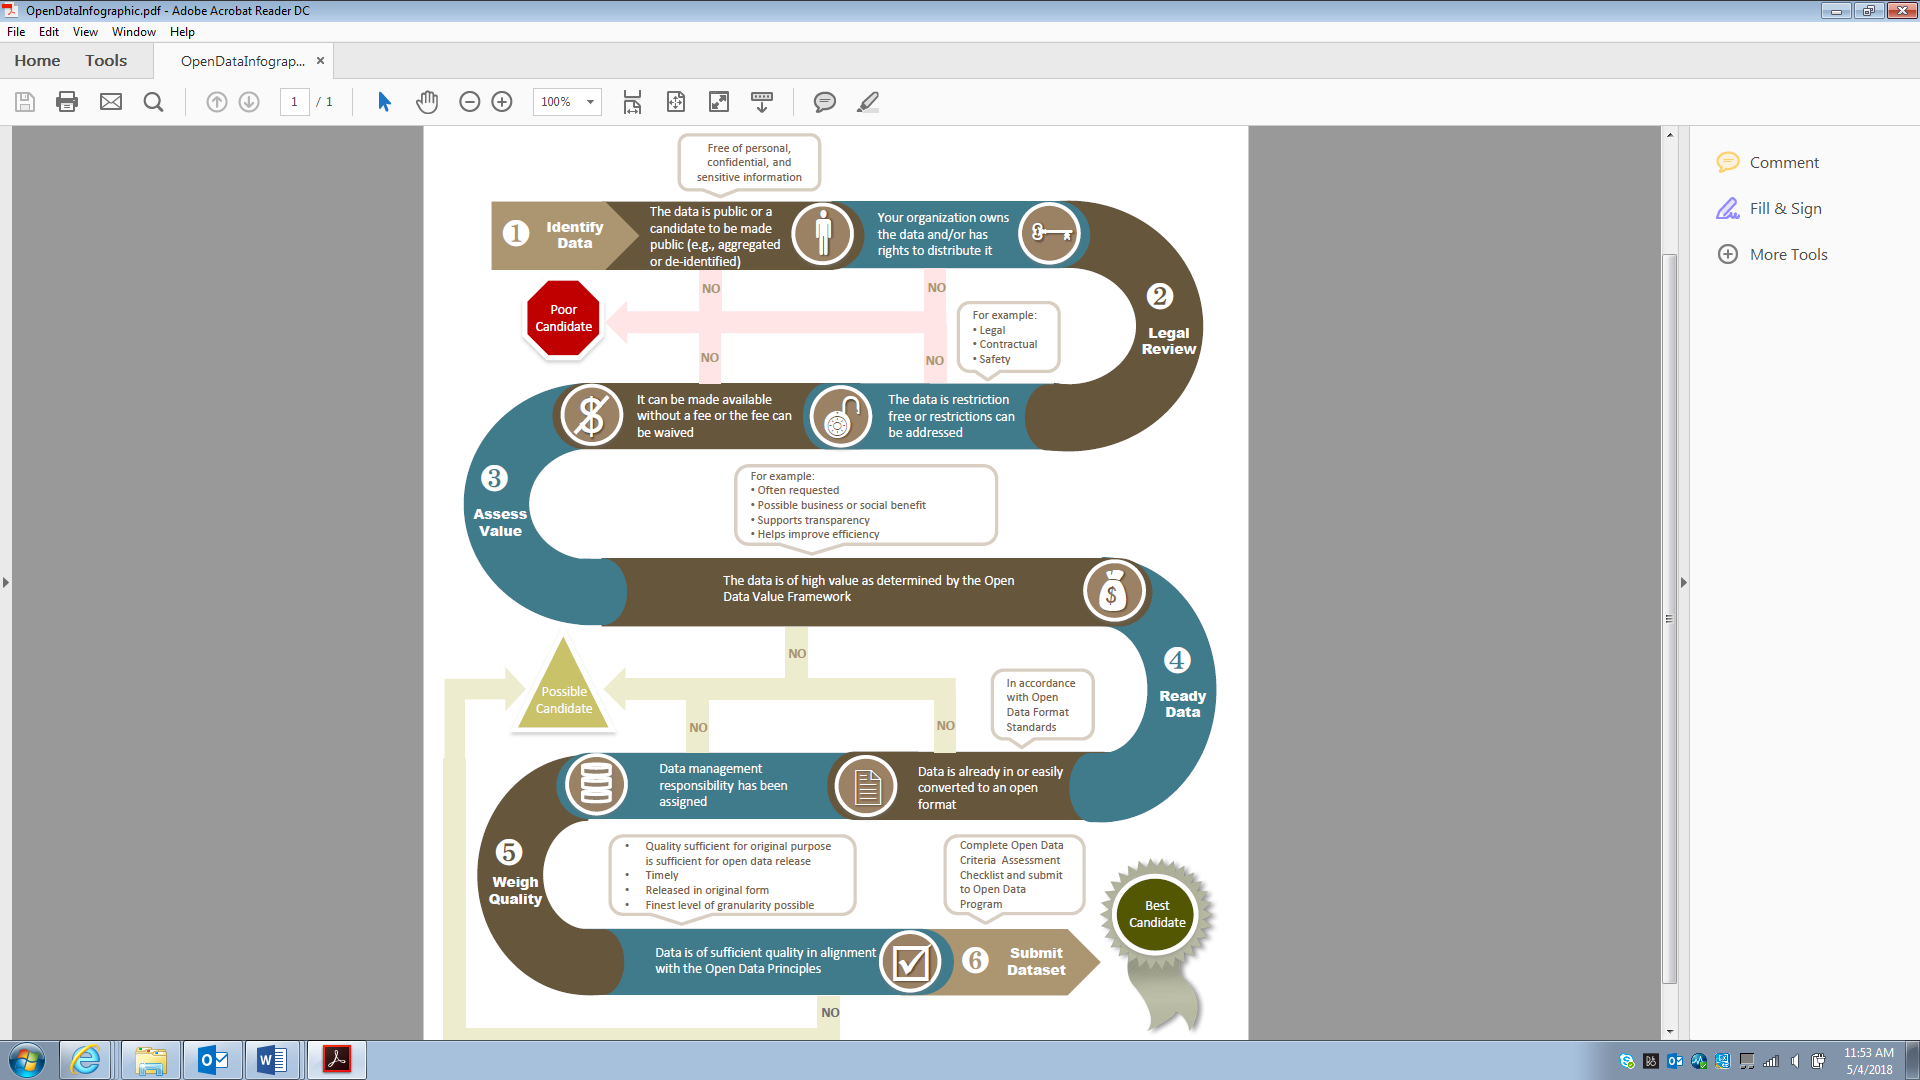 OpenDataInfographic.pdf - Adobe Acrobat Reader DC
File Edit View Window Help
Home Tools OpenDataInfograp... ×
1 / 1 100%
Free of personal,
confidential, and
sensitive information
1
Identify
Data
The data is public or a
candidate to be made
public (e.g., aggregated
or de-identified)
Your organization owns
the data and/or has
rights to distribute it
NO
NO
Poor
Candidate
NO
NO
For example:
• Legal
• Contractual
• Safety
2
Legal
Review
It can be made available
without a fee or the fee can
be waived
The data is restriction
free or restrictions can
be addressed
3
Assess
Value
For example:
• Often requested
• Possible business or social benefit
• Supports transparency
• Helps improve efficiency
The data is of high value as determined by the Open
Data Value Framework
$
NO
Possible
Candidate
NO
NO
In accordance
with Open
Data Format
Standards
4
Ready
Data
Data management
responsibility has been
assigned
Data is already in or easily
converted to an open
format
5
Weigh
Quality
• Quality sufficient for original purpose
is sufficient for open data release
• Timely
• Released in original form
• Finest level of granularity possible
Complete Open Data
Criteria Assessment
Checklist and submit
to Open Data
Program
Best
Candidate
Data is of sufficient quality in alignment
with the Open Data Principles
6
Submit
Dataset
NO
Comment
Fill & Sign
More Tools
11:53 AM
5/4/2018